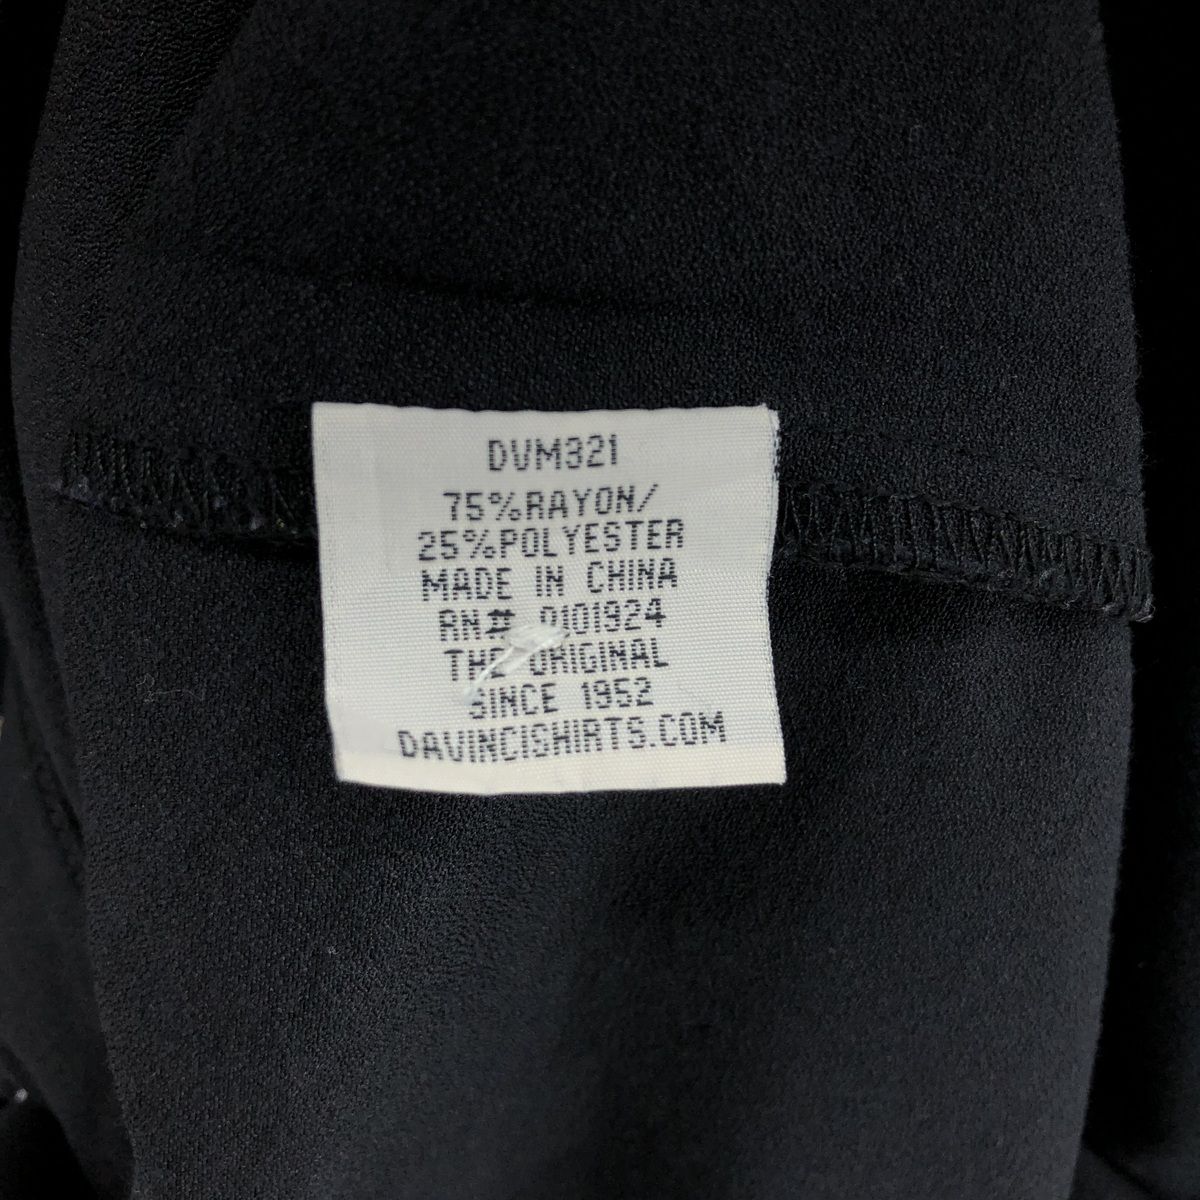 DVM321
75%RAYON/
25%POLYESTER
MADE IN CHINA
RN# 0101924
THE ORIGINAL
SINCE 1952
DAVINCISHIRTS.COM